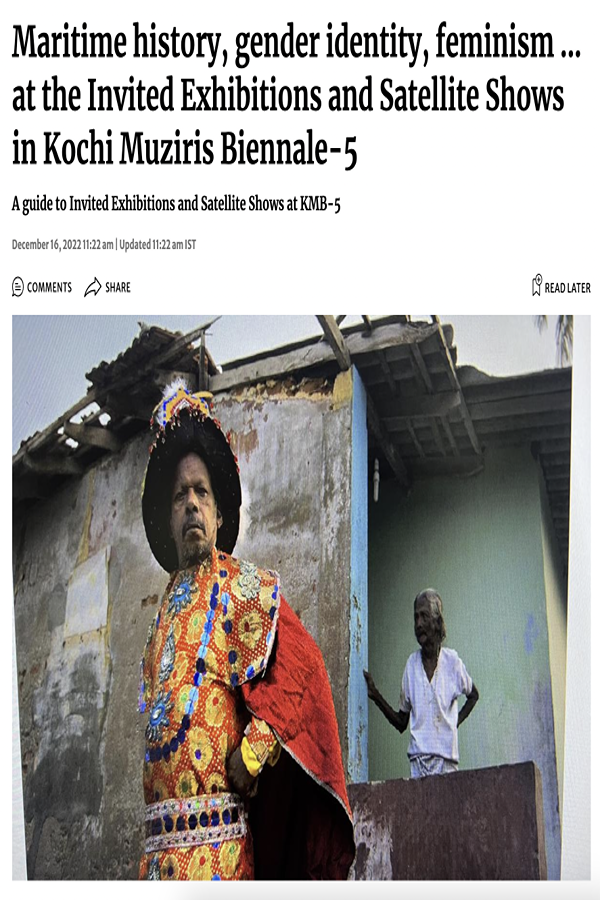 Maritime history, gender identity, feminism ...
at the Invited Exhibitions and Satellite Shows
in Kochi Muziris Biennale-5
A guide to Invited Exhibitions and Satellite Shows at KMB-5
December 16, 2022 11:22 am | Updated 11:22 am IST
COMMENTS SHARE READ LATER